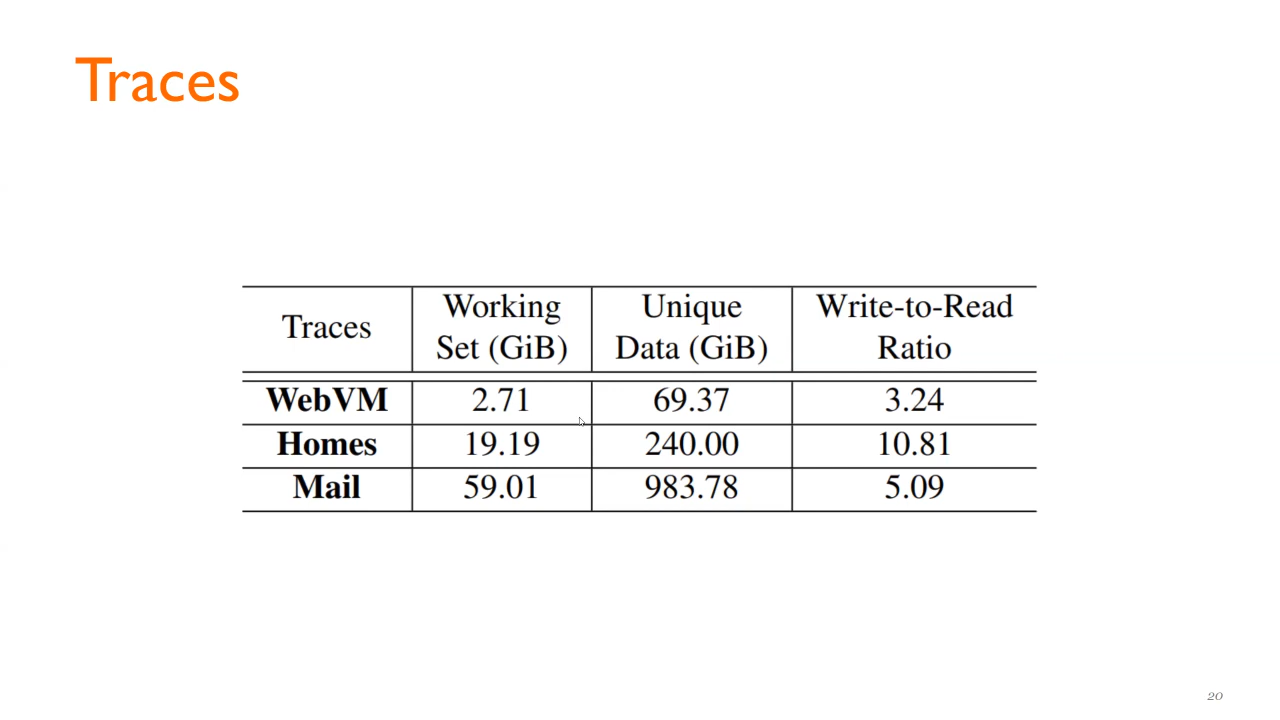 Traces
Traces | Working Set (GiB) | Unique Data (GiB) | Write-to-Read Ratio
WebVM | 2.71 | 69.37 | 3.24
Homes | 19.19 | 240.00 | 10.81
Mail | 59.01 | 983.78 | 5.09
20